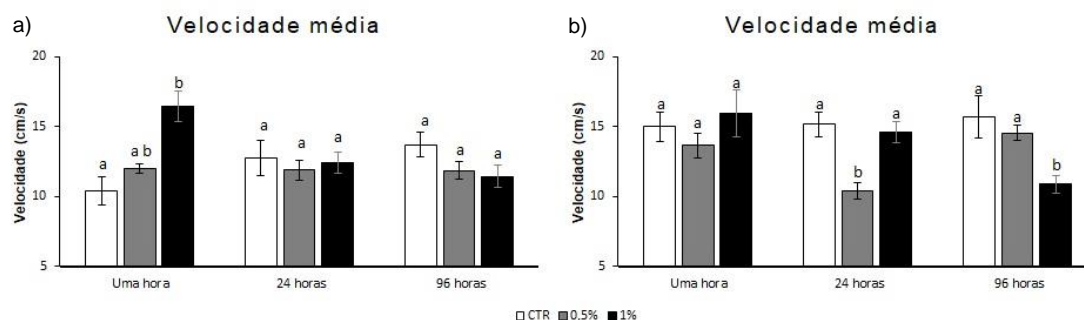 a)
Velocidade média
20
15
10
5
Velocidade (cm/s)
a
a b
b
a
a
a
a
a
a
Uma hora
24 horas
96 horas
b)
Velocidade média
20
15
10
5
Velocidade (cm/s)
a
a
a
a
b
a
a
a
b
Uma hora
24 horas
96 horas
CTR 0.5% 1%